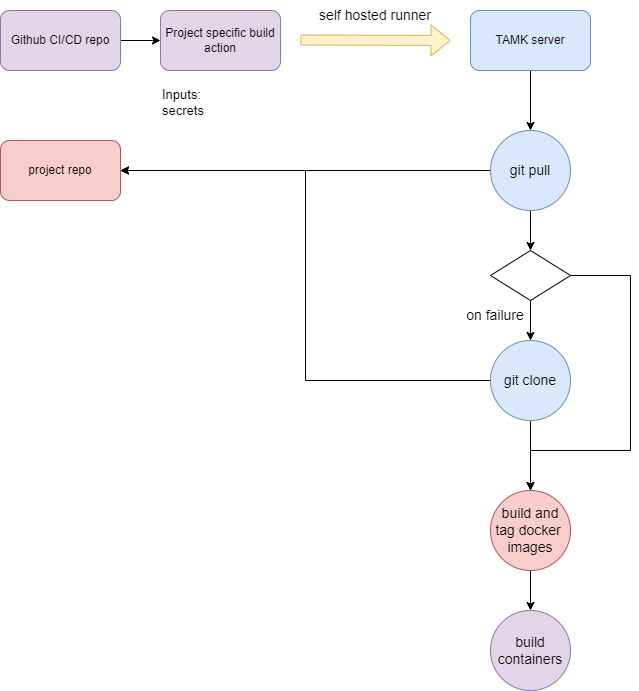 self hosted runner
Github CI/CD repo
Project specific build
action
TAMK server
Inputs:
secrets
project repo
git pull
on failure
git clone
build and
tag docker
images
build
containers